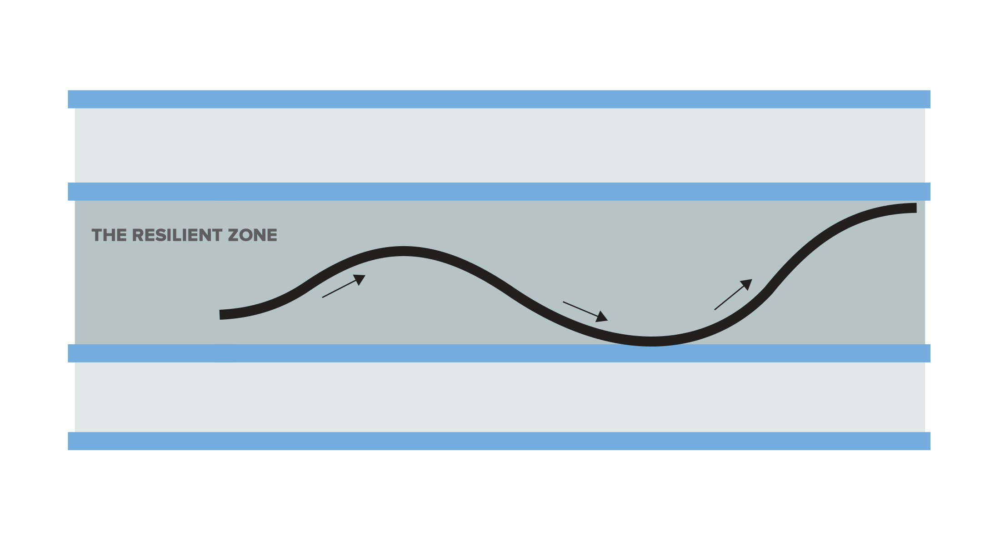 THE RESILIENT ZONE